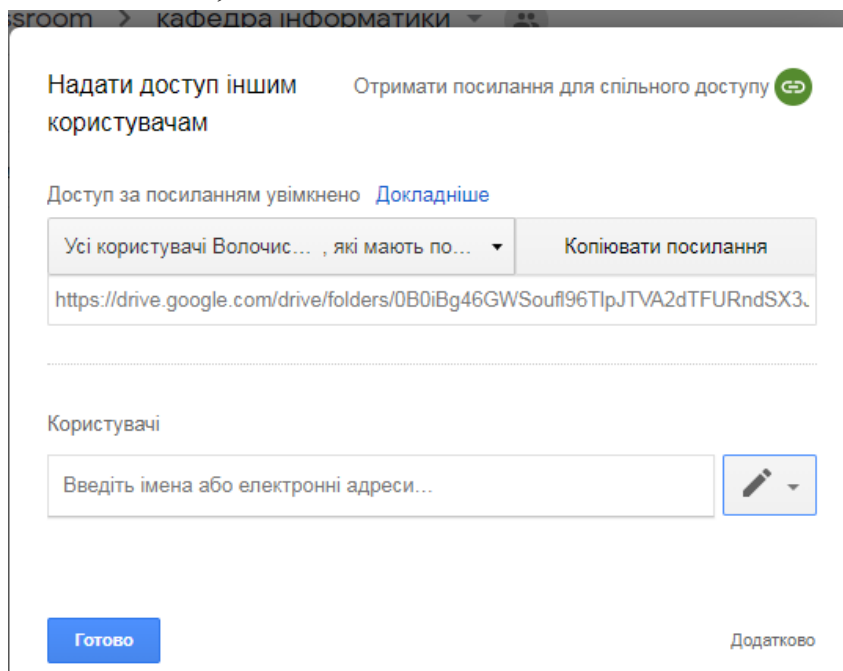 ssroom > кафедра інформатики
Надати доступ іншим користувачам
Отримати посилання для спільного доступу
Доступ за посиланням увімкнено Докладніше
Усі користувачі Волочис... , які мають по... Копіювати посилання
https://drive.google.com/drive/folders/0B0iBg46GWSoufl96TlpJTVA2dTFURndSX3J
Користувачі
Введіть імена або електронні адреси...
Готово Додатково